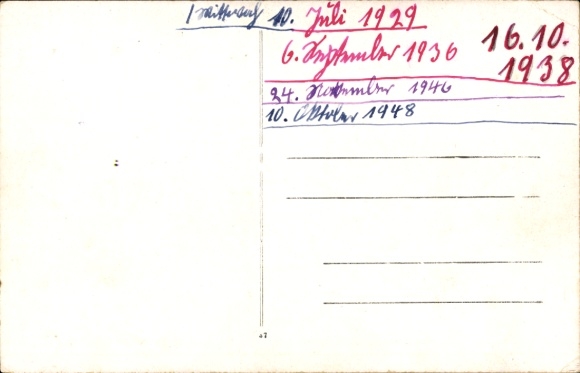 Mittwoch 10. Juli 1929
6. September 1936
16.10.
1938
24. November 1946
10. Oktober 1948
47